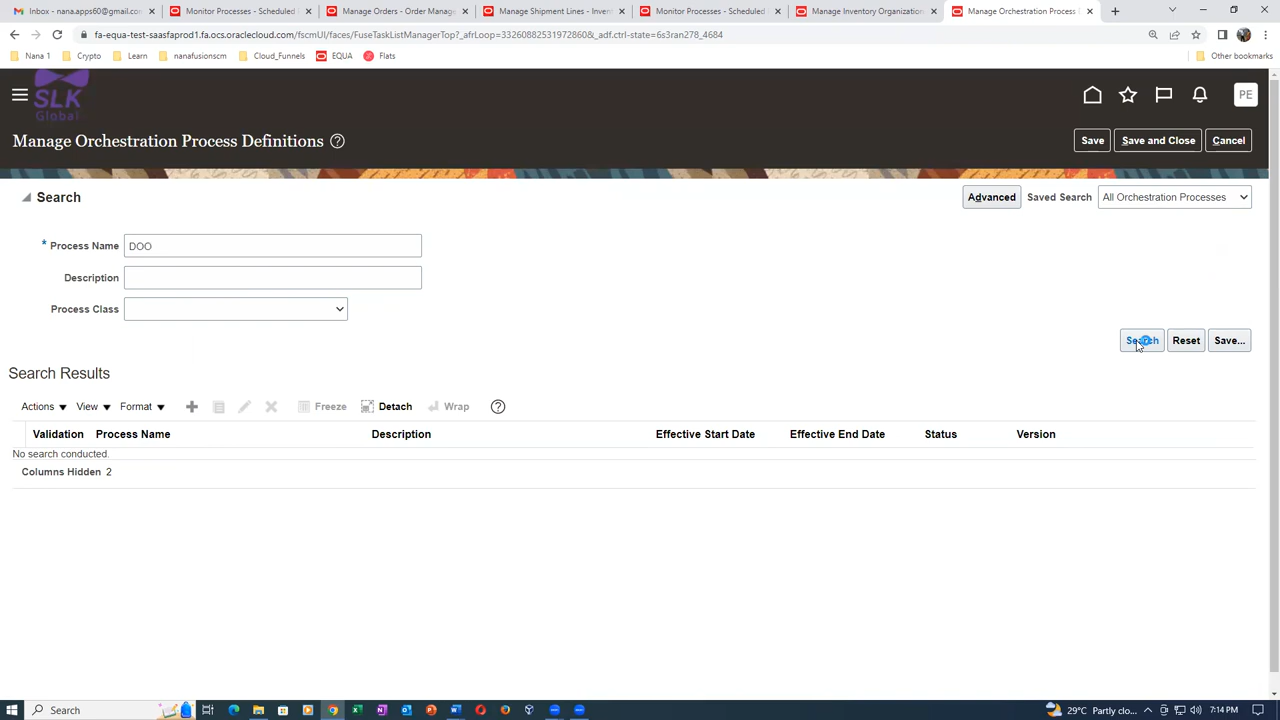 Inbox - nana.apps60@gmail.con
Monitor Processes - Scheduled
Manage Orders - Order Manage
Manage Shipment Lines - Inven
Monitor Processes - Scheduled
Manage Inventory Organization
Manage Orchestration Process
fa-equa-test-saasfaprod1.fa.ocs.oraclecloud.com/fscmUI/faces/FuseTaskListManagerTop?_afrLoop=33260882531972860&_adf.ctrl-state=6s3ran278_4684
Nana 1
Crypto
Learn
nanafusionscm
Cloud_Funnels
EQUA
Flats
Other bookmarks
SLK
Global
PE
Manage Orchestration Process Definitions
Save
Save and Close
Cancel
Search
Advanced
Saved Search
All Orchestration Processes
* Process Name DOO
Description
Process Class
Search
Reset
Save...
Search Results
Actions
View
Format
Freeze
Detach
Wrap
Validation
Process Name
Description
Effective Start Date
Effective End Date
Status
Version
No search conducted.
Columns Hidden 2
Search
29°C Partly clo...
7:14 PM